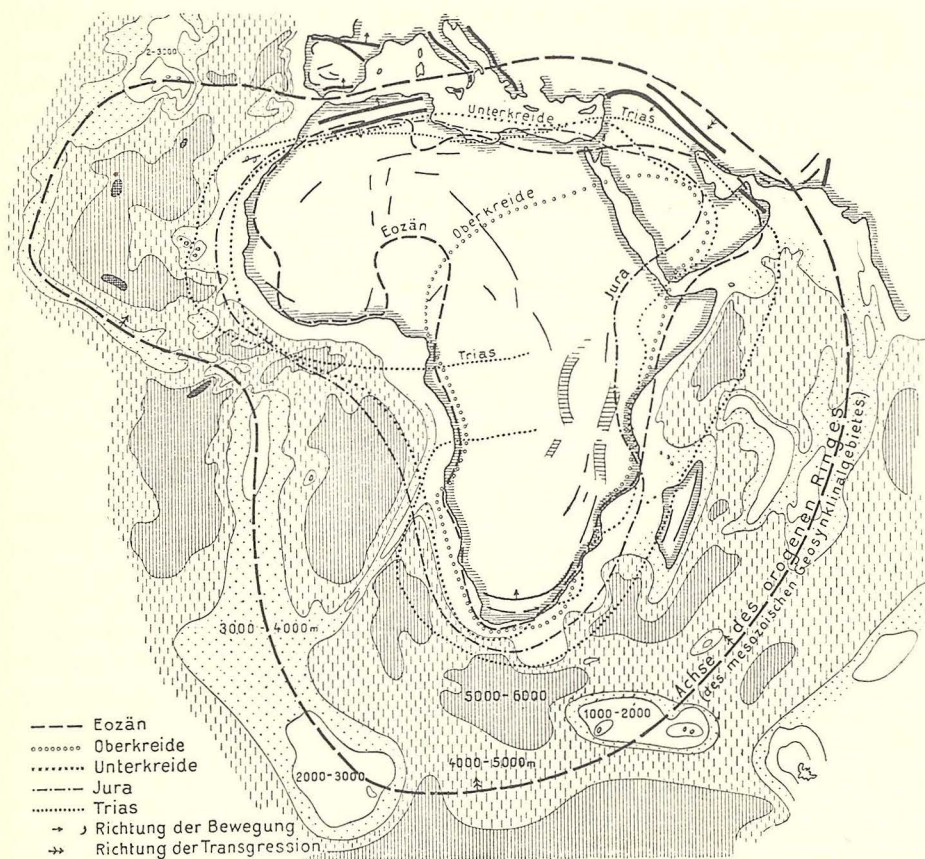 2-3000
Unterkreide
Trias
Oberkreide
Eozän
Jura
Trias
Achse des orogenen Ringes
(des mesozoischen Geosynklinalgebietes)
3000-4000m
5000-6000
1000-2000
2000-3000
4000-5000m
Eozän
Oberkreide
Unterkreide
Jura
Trias
Richtung der Bewegung
Richtung der Transgression